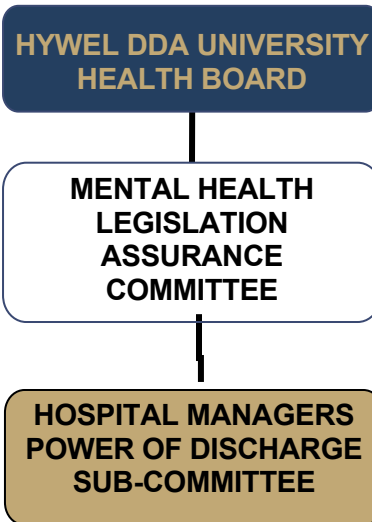 HYWEL DDA UNIVERSITY
HEALTH BOARD
MENTAL HEALTH
LEGISLATION
ASSURANCE
COMMITTEE
HOSPITAL MANAGERS
POWER OF DISCHARGE
SUB-COMMITTEE